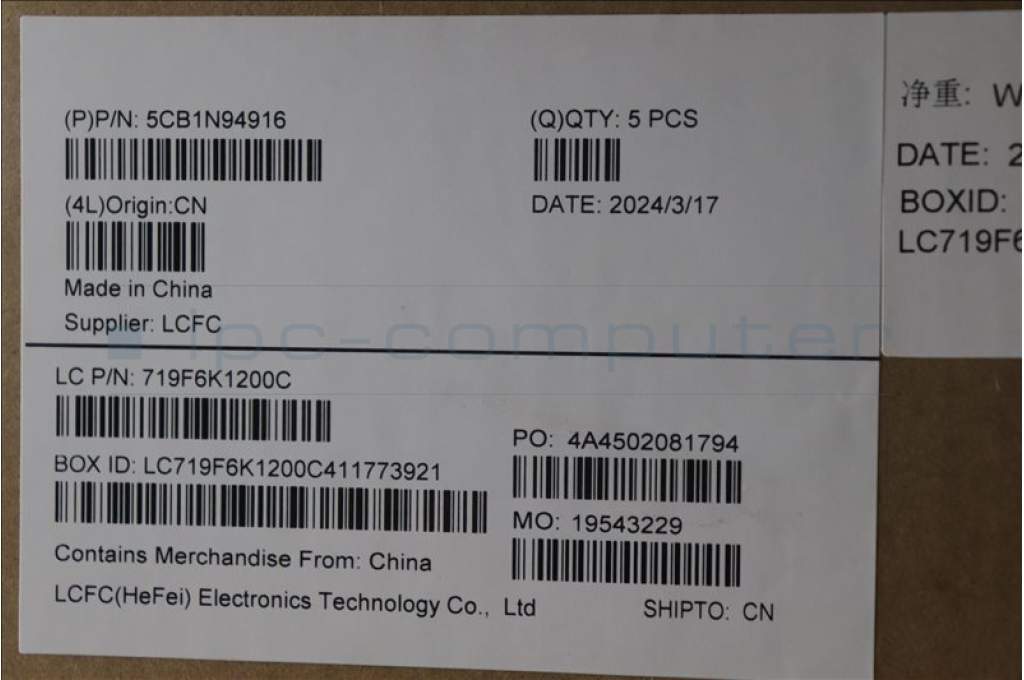 (P)P/N: 5CB1N94916
(Q)QTY: 5 PCS
(4L)Origin:CN
DATE: 2024/3/17
Made in China
Supplier: LCFC
ipc-computer
LC P/N: 719F6K1200C
PO: 4A4502081794
BOX ID: LC719F6K1200C411773921
MO: 19543229
Contains Merchandise From: China
LCFC(HeFei) Electronics Technology Co., Ltd
SHIPTO: CN
净重: W
DATE: 2
BOXID:
LC719F6